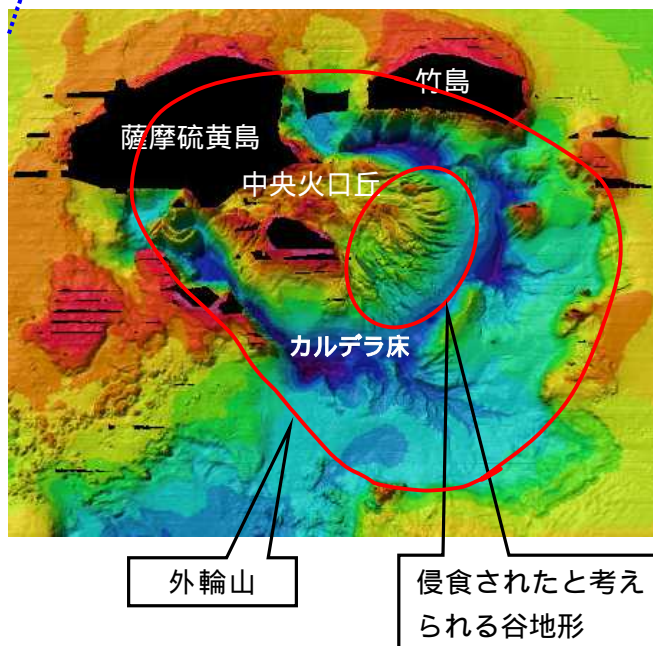 竹島
薩摩硫黄島
中央火口丘
カルデラ床
外輪山
侵食されたと考え
られる谷地形